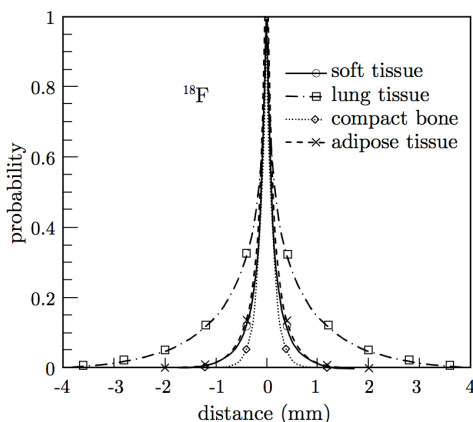 1
0.8
0.6
0.4
0.2
0
probability
¹⁸F
soft tissue
lung tissue
compact bone
adipose tissue
-4 -3 -2 -1 0 1 2 3 4
distance (mm)